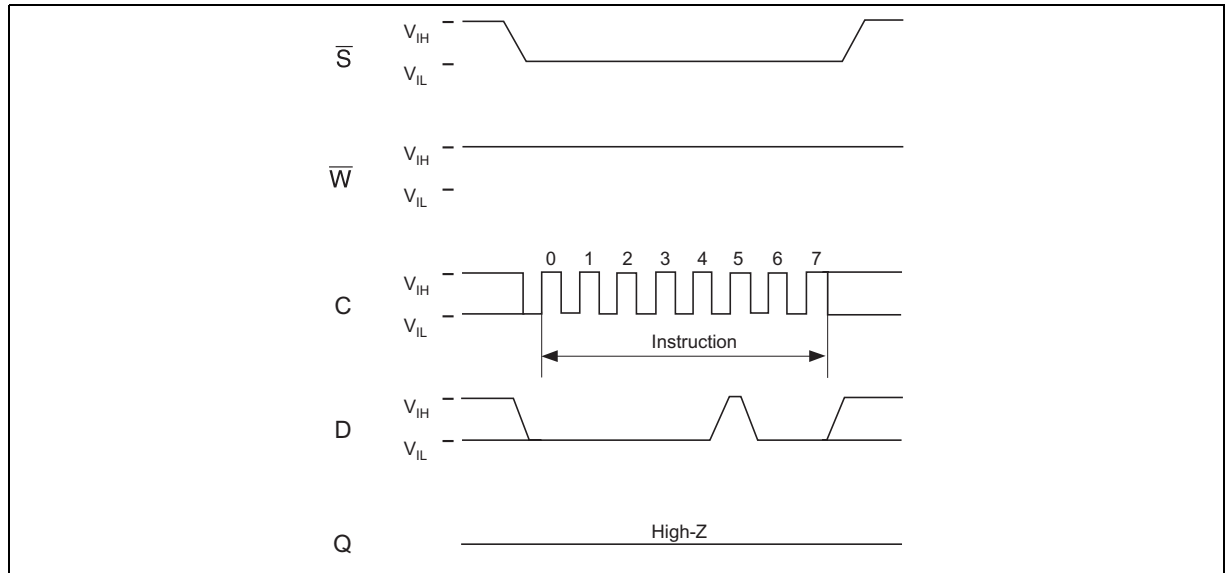 S̅
V_IH
V_IL
W̅
V_IH
V_IL
C
V_IH
V_IL
0 1 2 3 4 5 6 7
Instruction
D
V_IH
V_IL
Q
High-Z